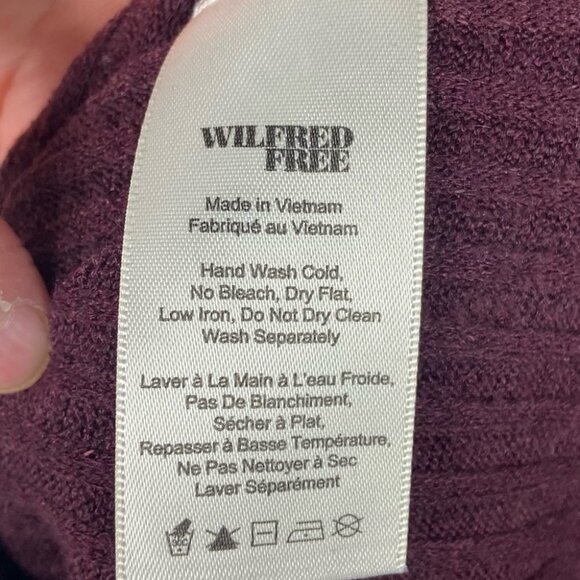 WILFRED
FREE
Made in Vietnam
Fabriqué au Vietnam
Hand Wash Cold,
No Bleach, Dry Flat,
Low Iron, Do Not Dry Clean
Wash Separately
Laver à La Main à L'eau Froide,
Pas De Blanchiment,
Sécher à Plat,
Repasser à Basse Température,
Ne Pas Nettoyer à Sec
Laver Séparément